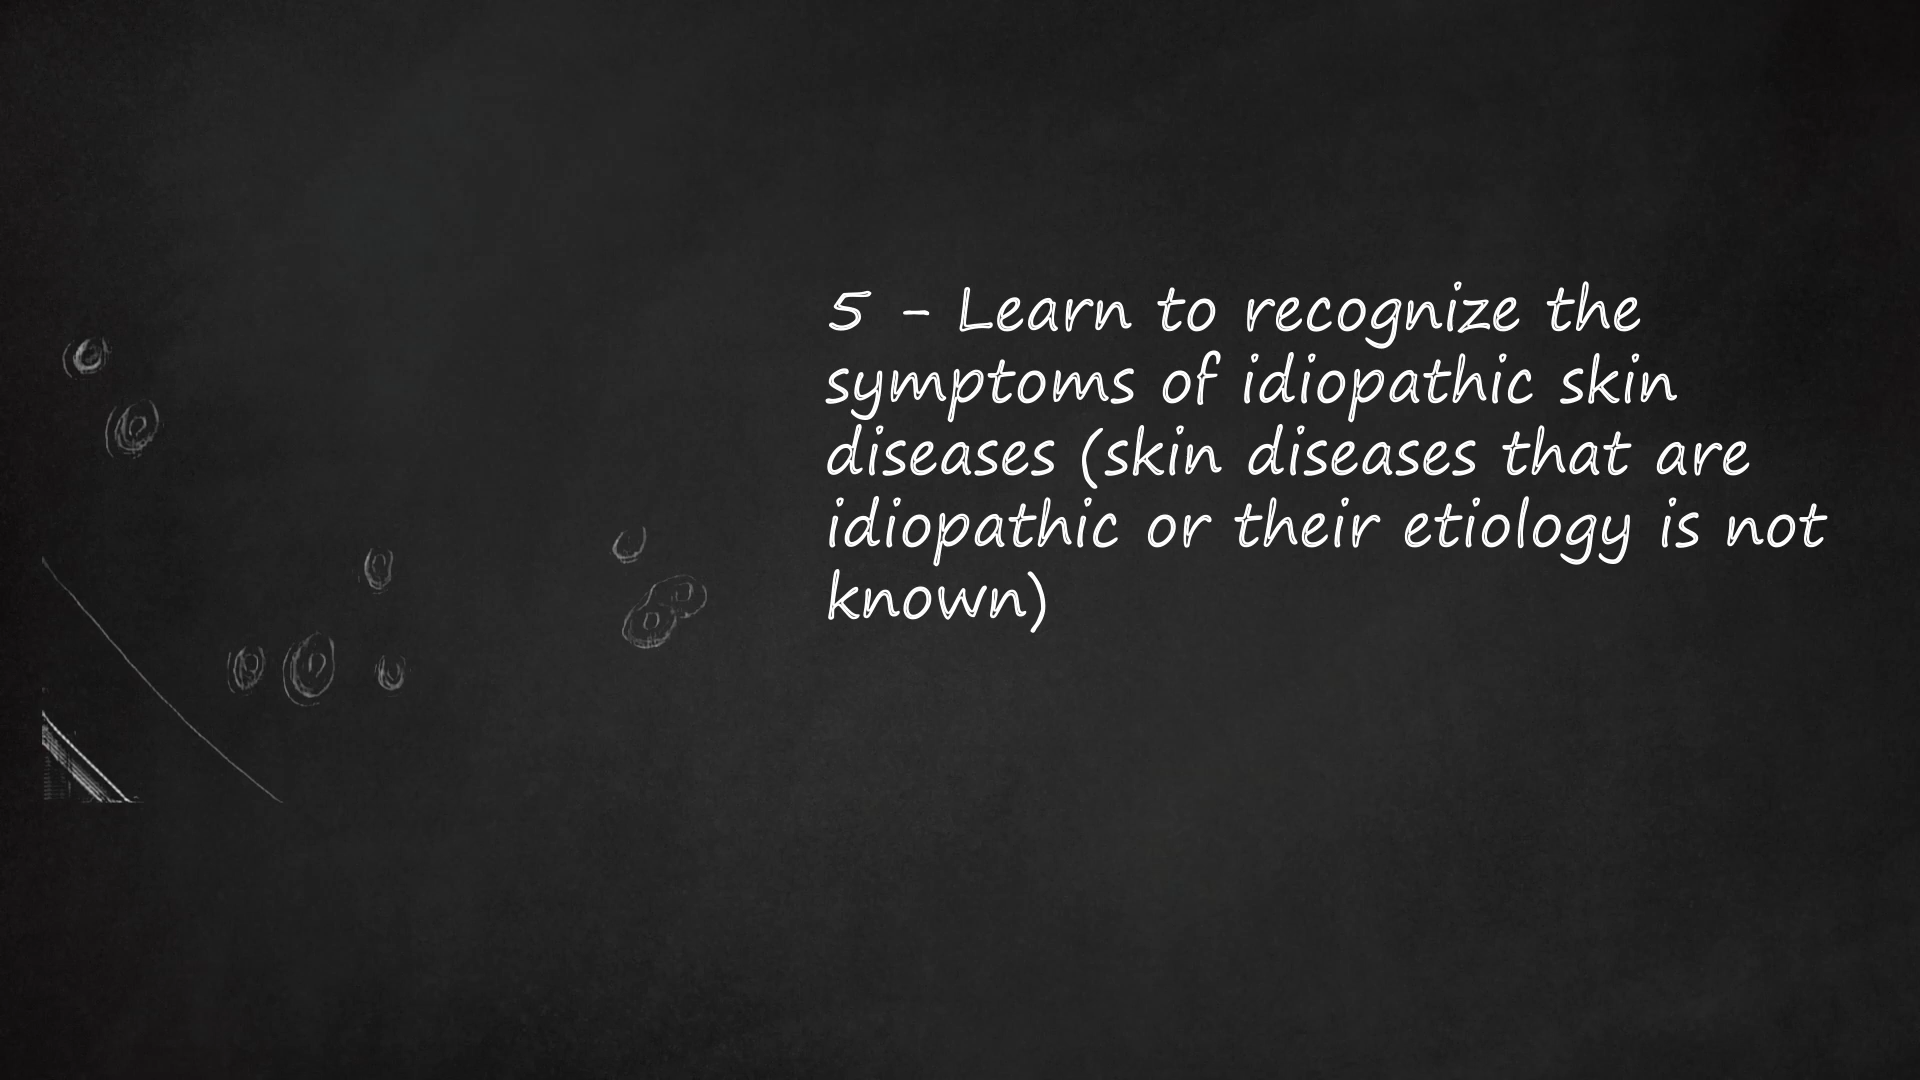 5 - Learn to recognize the
symptoms of idiopathic skin
diseases (skin diseases that are
idiopathic or their etiology is not
known)